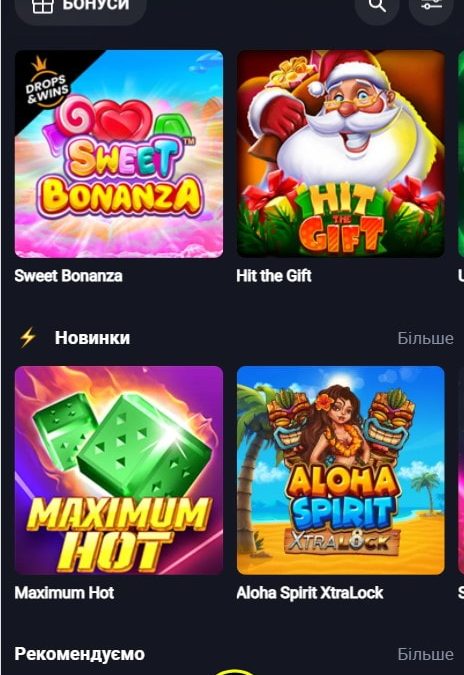 БОНУСИ
DROPS
&WINS
SWEET
BONANZA
TM
HIT
THE
GIFT
Sweet Bonanza
Hit the Gift
Новинки
Більше
MAXIMUM
HOT
ALOHA
SPIRIT
XTRALOCK
Maximum Hot
Aloha Spirit XtraLock
Рекомендуємо
Більше